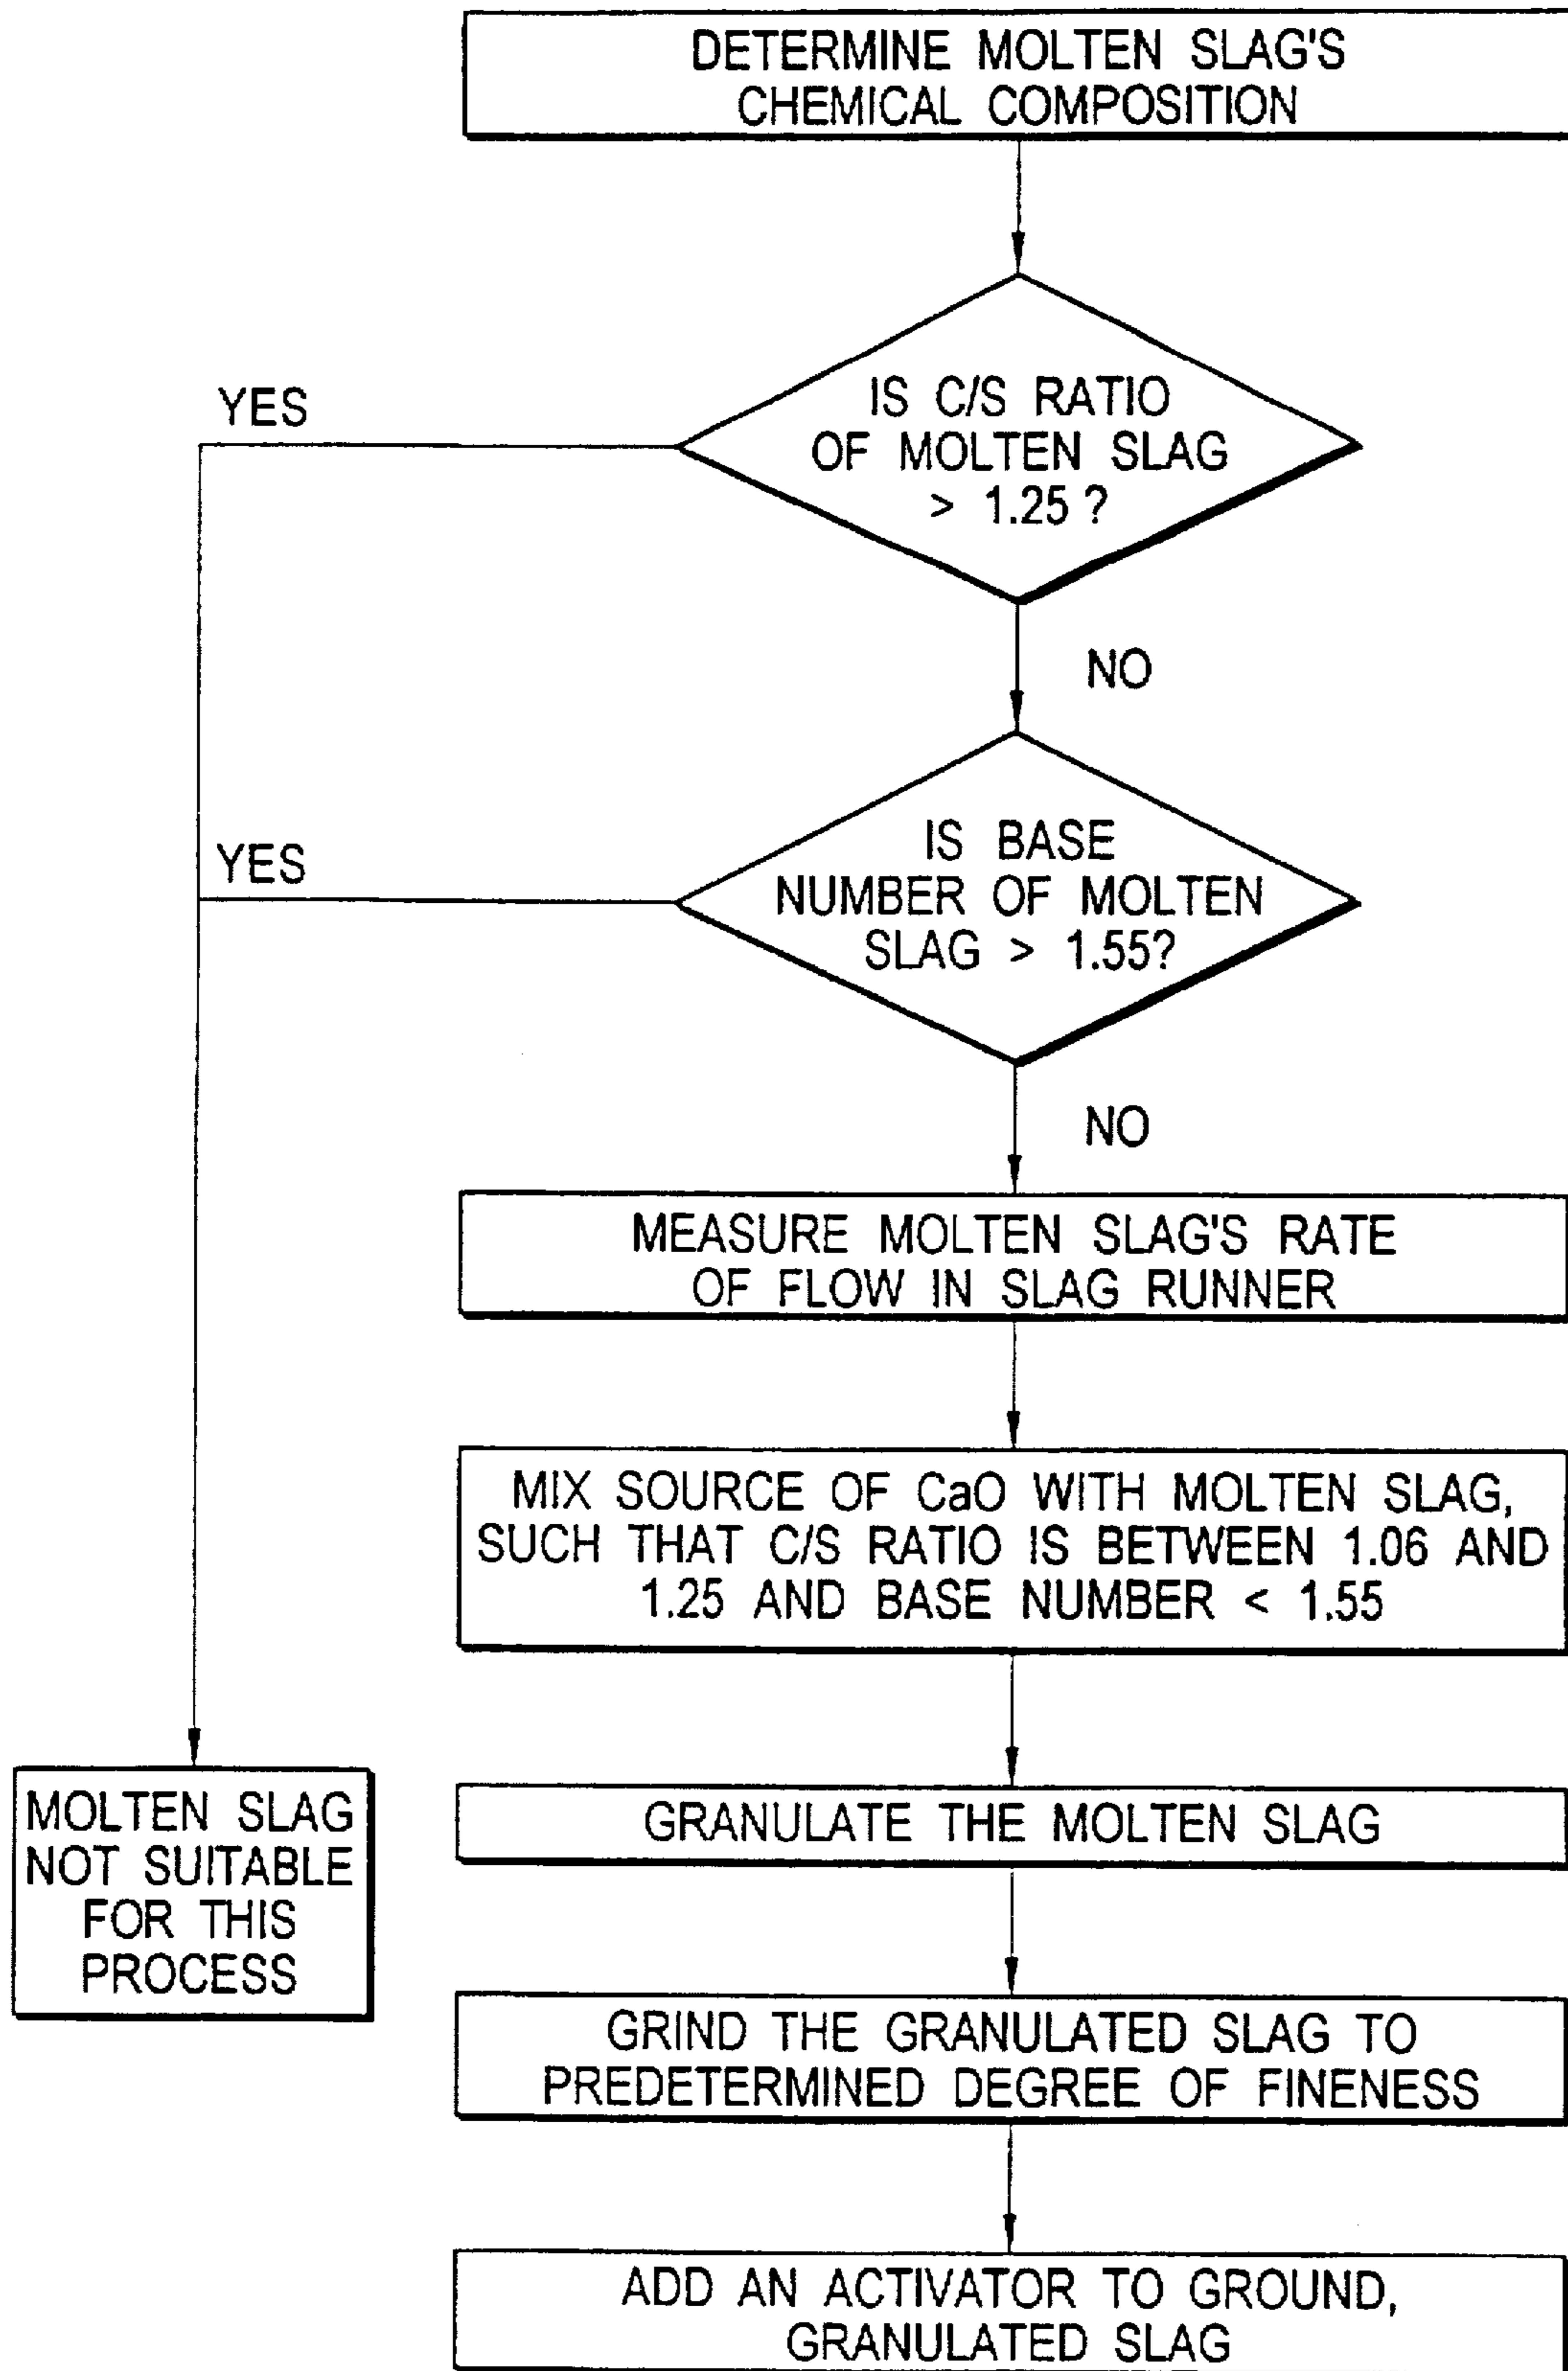 DETERMINE MOLTEN SLAG'S
CHEMICAL COMPOSITION
IS C/S RATIO
OF MOLTEN SLAG
> 1.25 ?
YES
NO
IS BASE
NUMBER OF MOLTEN
SLAG > 1.55?
YES
NO
MEASURE MOLTEN SLAG'S RATE
OF FLOW IN SLAG RUNNER
MIX SOURCE OF CaO WITH MOLTEN SLAG,
SUCH THAT C/S RATIO IS BETWEEN 1.06 AND
1.25 AND BASE NUMBER < 1.55
MOLTEN SLAG
NOT SUITABLE
FOR THIS
PROCESS
GRANULATE THE MOLTEN SLAG
GRIND THE GRANULATED SLAG TO
PREDETERMINED DEGREE OF FINENESS
ADD AN ACTIVATOR TO GROUND,
GRANULATED SLAG